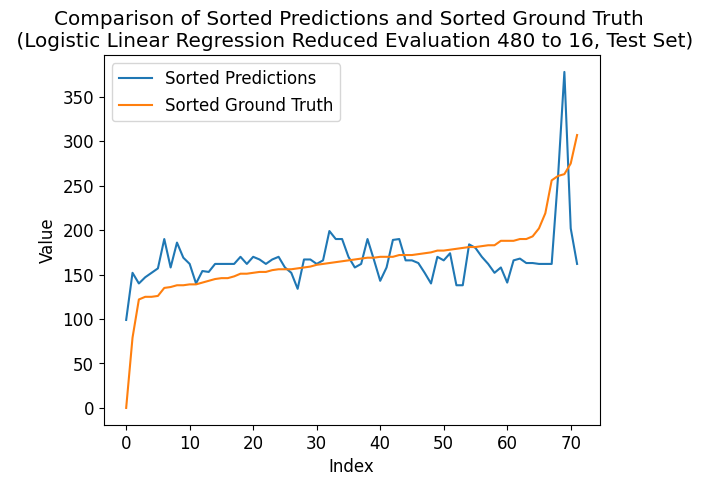 Comparison of Sorted Predictions and Sorted Ground Truth
(Logistic Linear Regression Reduced Evaluation 480 to 16, Test Set)
Sorted Predictions
Sorted Ground Truth
350
300
250
200
150
100
50
0
Value
0 10 20 30 40 50 60 70
Index